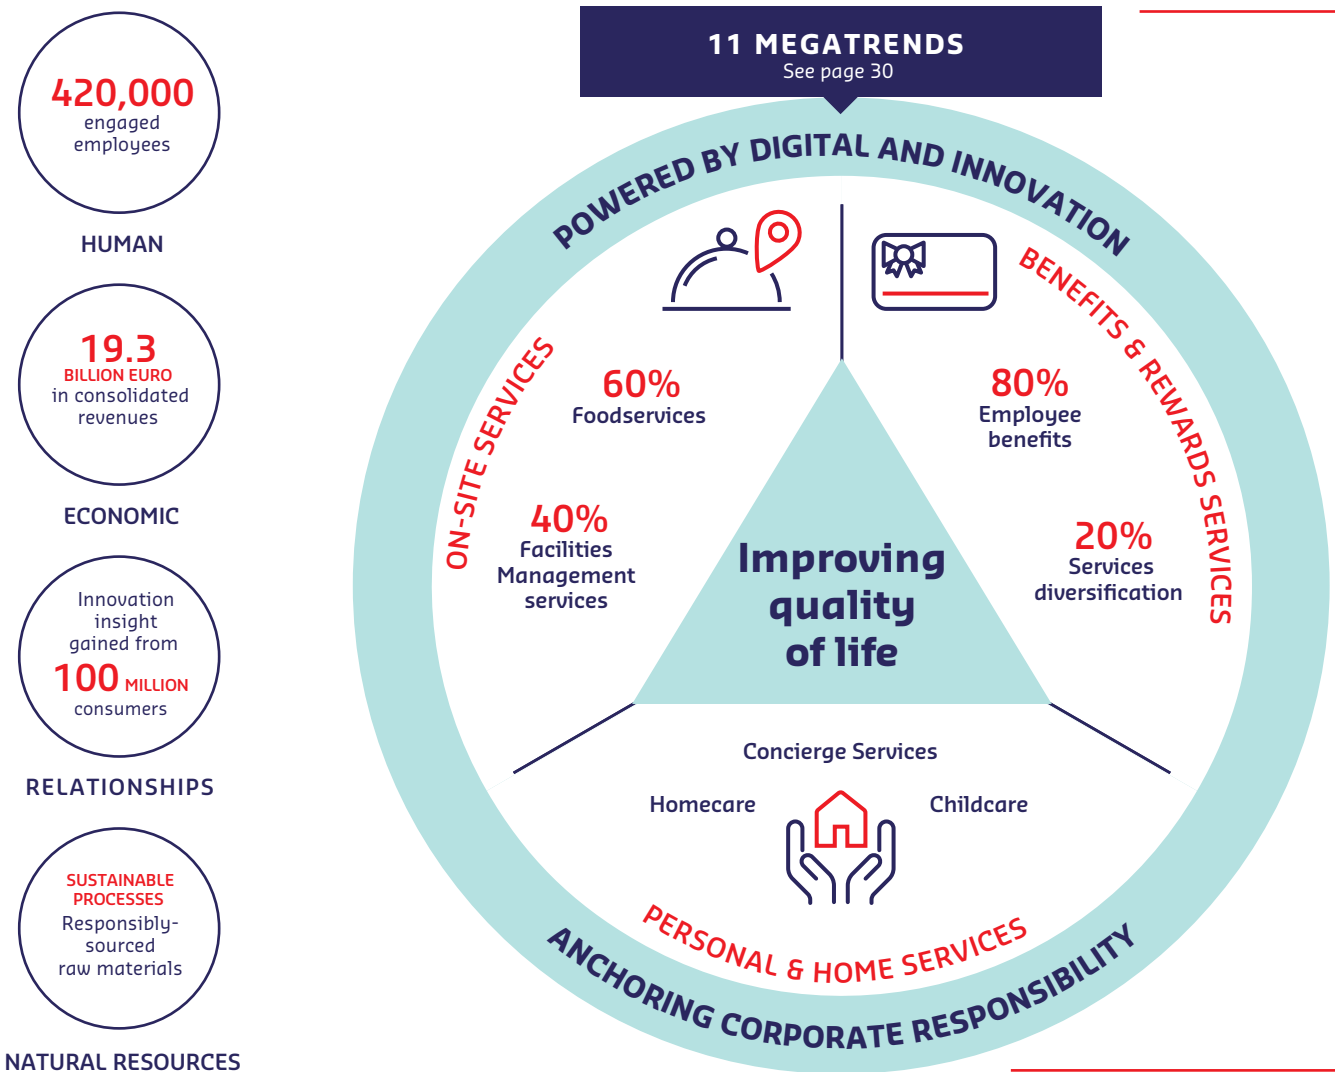 420,000
engaged
employees
HUMAN
19.3
BILLION EURO
in consolidated
revenues
ECONOMIC
Innovation
insight
gained from
100 MILLION
consumers
RELATIONSHIPS
SUSTAINABLE
PROCESSES
Responsibly-
sourced
raw materials
NATURAL RESOURCES
11 MEGATRENDS
See page 30
POWERED BY DIGITAL AND INNOVATION
ON-SITE SERVICES
60%
Foodservices
40%
Facilities
Management
services
BENEFITS & REWARDS SERVICES
80%
Employee
benefits
20%
Services
diversification
Improving
quality
of life
Concierge Services
Homecare
Childcare
PERSONAL & HOME SERVICES
ANCHORING CORPORATE RESPONSIBILITY